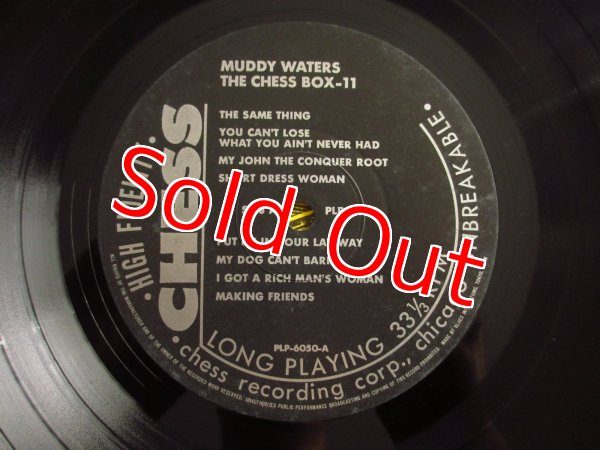 MUDDY WATERS
THE CHESS BOX-11
THE SAME THING
YOU CAN'T LOSE
WHAT YOU AIN'T NEVER HAD
MY JOHN THE CONQUER ROOT
SHORT DRESS WOMAN
Sold Out
MY DOG CAN'T BARK
I GOT A RICH MAN'S WOMAN
MAKING FRIENDS
PLP-6050-A
CHESS
HIGH
LONG PLAYING 33⅓ RPM UNBREAKABLE
chess recording corp., chicago